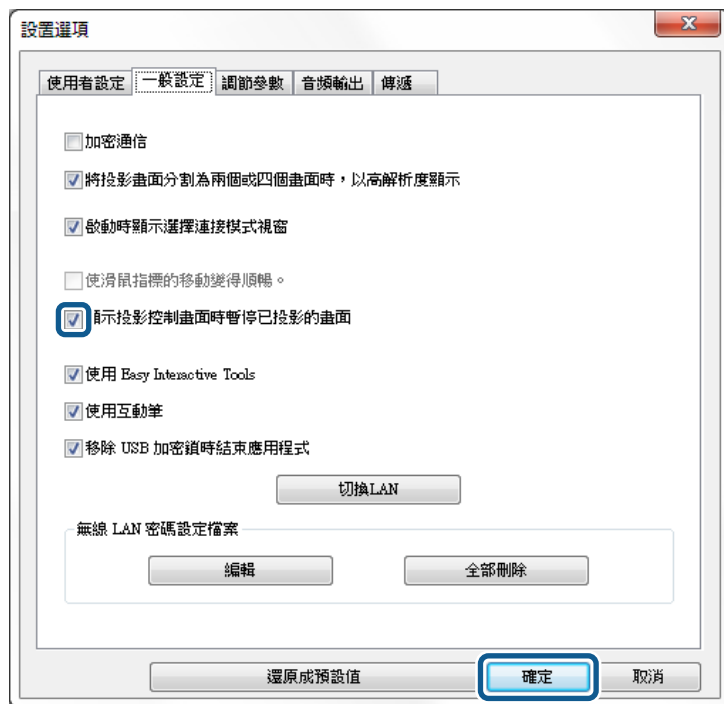 設置選項
使用者設定 一般設定 調節參數 音頻輸出 傳遞
加密通信
將投影畫面分割為兩個或四個畫面時，以高解析度顯示
啟動時顯示選擇連接模式視窗
使滑鼠指標的移動變得順暢。
顯示投影控制畫面時暫停已投影的畫面
使用 Easy Interactive Tools
使用互動筆
移除 USB 加密鎖時結束應用程式
切換LAN
無線 LAN 密碼設定檔案
編輯 全部刪除
還原成預設值 確定 取消